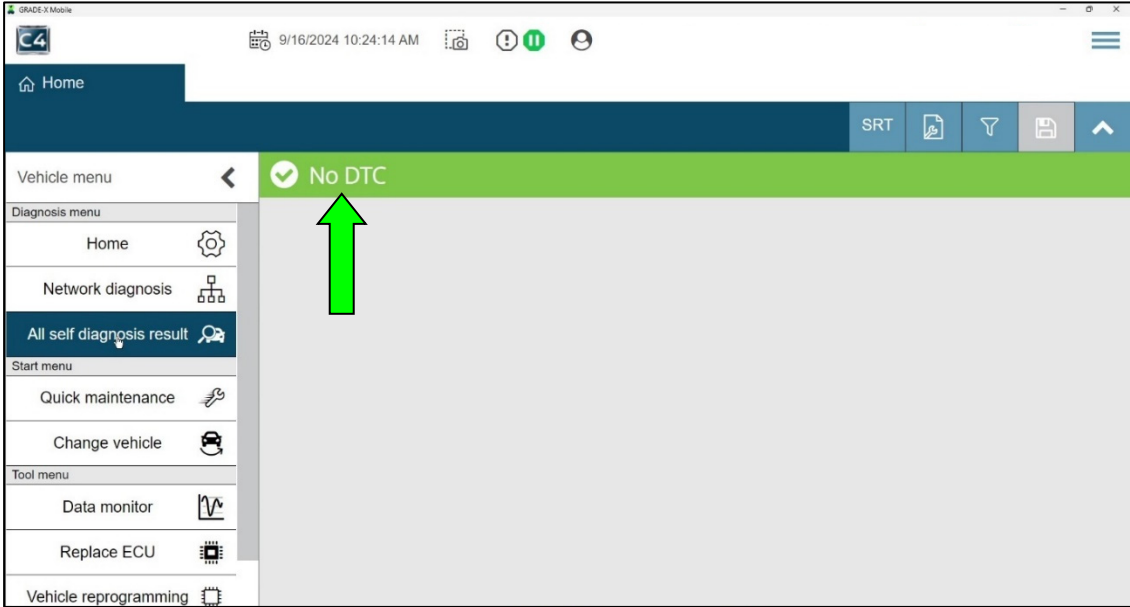 GRADE-X Mobile
C4
9/16/2024 10:24:14 AM
Home
SRT
Vehicle menu
No DTC
Diagnosis menu
Home
Network diagnosis
All self diagnosis result
Start menu
Quick maintenance
Change vehicle
Tool menu
Data monitor
Replace ECU
Vehicle reprogramming